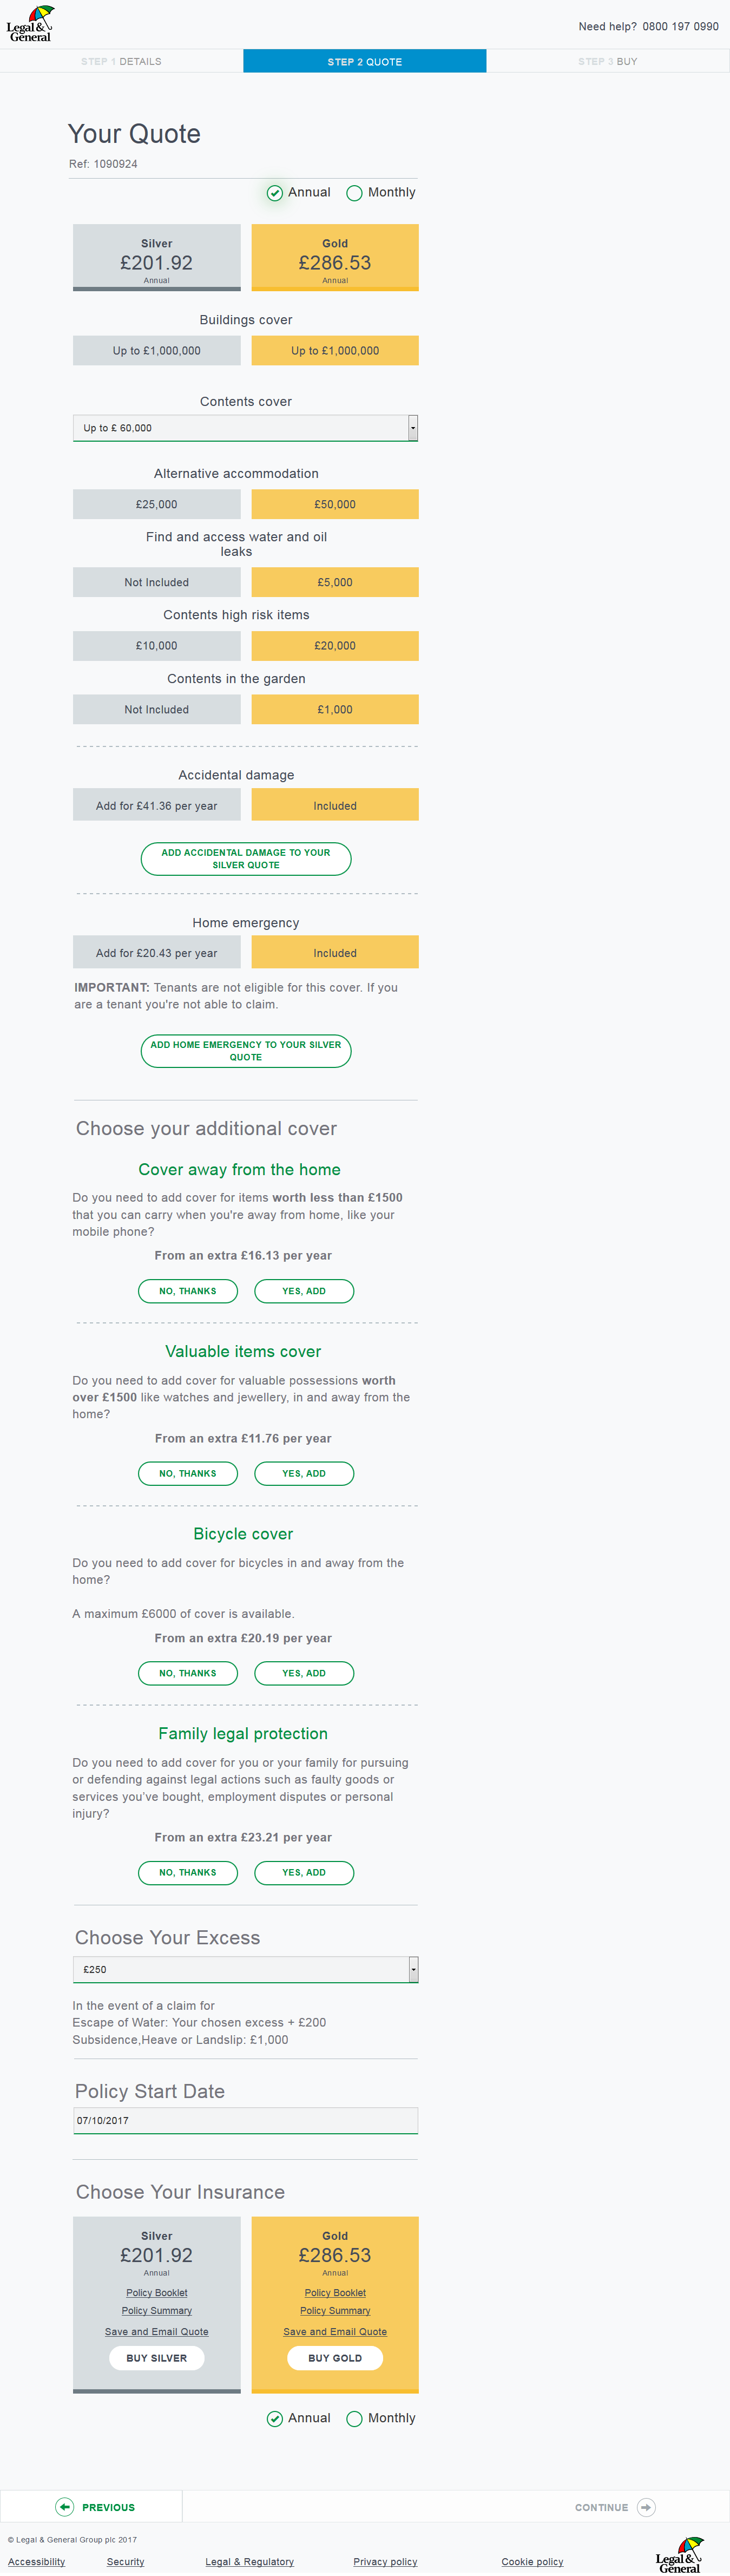 Legal &
General
Need help? 0800 197 0990
STEP 1 DETAILS
STEP 2 QUOTE
STEP 3 BUY
Your Quote
Ref: 1090924
Annual Monthly
Silver
£201.92
Annual
Gold
£286.53
Annual
Buildings cover
Up to £1,000,000
Up to £1,000,000
Contents cover
Up to £ 60,000
Alternative accommodation
£25,000
£50,000
Find and access water and oil
leaks
Not Included
£5,000
Contents high risk items
£10,000
£20,000
Contents in the garden
Not Included
£1,000
Accidental damage
Add for £41.36 per year
Included
ADD ACCIDENTAL DAMAGE TO YOUR
SILVER QUOTE
Home emergency
Add for £20.43 per year
Included
IMPORTANT: Tenants are not eligible for this cover. If you
are a tenant you're not able to claim.
ADD HOME EMERGENCY TO YOUR SILVER
QUOTE
Choose your additional cover
Cover away from the home
Do you need to add cover for items worth less than £1500
that you can carry when you're away from home, like your
mobile phone?
From an extra £16.13 per year
NO, THANKS
YES, ADD
Valuable items cover
Do you need to add cover for valuable possessions worth
over £1500 like watches and jewellery, in and away from the
home?
From an extra £11.76 per year
NO, THANKS
YES, ADD
Bicycle cover
Do you need to add cover for bicycles in and away from the
home?
A maximum £6000 of cover is available.
From an extra £20.19 per year
NO, THANKS
YES, ADD
Family legal protection
Do you need to add cover for you or your family for pursuing
or defending against legal actions such as faulty goods or
services you've bought, employment disputes or personal
injury?
From an extra £23.21 per year
NO, THANKS
YES, ADD
Choose Your Excess
£250
In the event of a claim for
Escape of Water: Your chosen excess + £200
Subsidence,Heave or Landslip: £1,000
Policy Start Date
07/10/2017
Choose Your Insurance
Silver
£201.92
Annual
Policy Booklet
Policy Summary
Save and Email Quote
BUY SILVER
Gold
£286.53
Annual
Policy Booklet
Policy Summary
Save and Email Quote
BUY GOLD
Annual Monthly
PREVIOUS
CONTINUE
© Legal & General Group plc 2017
Accessibility
Security
Legal & Regulatory
Privacy policy
Cookie policy
Legal &
General